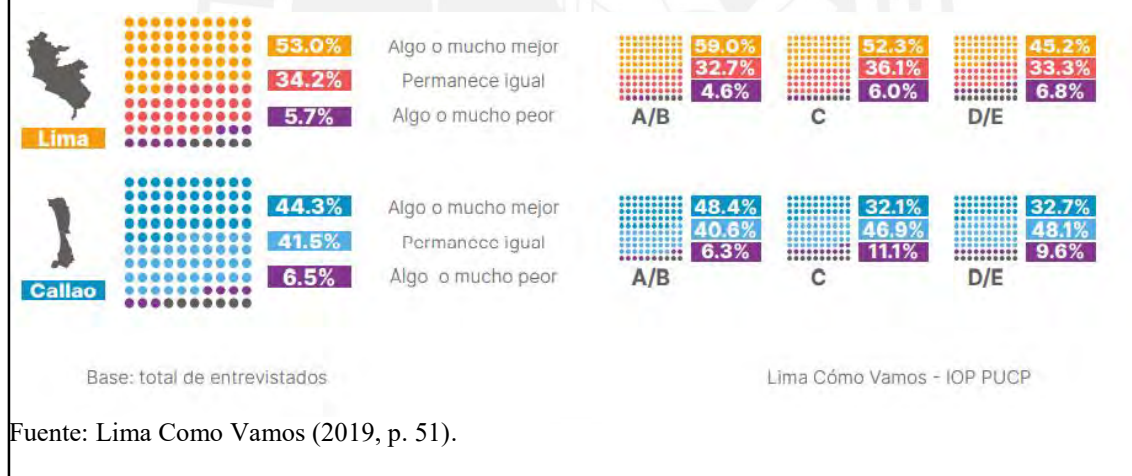 Lima
53.0% Algo o mucho mejor
34.2% Permanece igual
5.7% Algo o mucho peor
59.0%
32.7%
4.6%
A/B
52.3%
36.1%
6.0%
C
45.2%
33.3%
6.8%
D/E
Callao
44.3% Algo o mucho mejor
41.5% Permanece igual
6.5% Algo o mucho peor
48.4%
40.6%
6.3%
A/B
32.1%
46.9%
11.1%
C
32.7%
48.1%
9.6%
D/E
Base: total de entrevistados
Lima Cómo Vamos - IOP PUCP
Fuente: Lima Como Vamos (2019, p. 51).